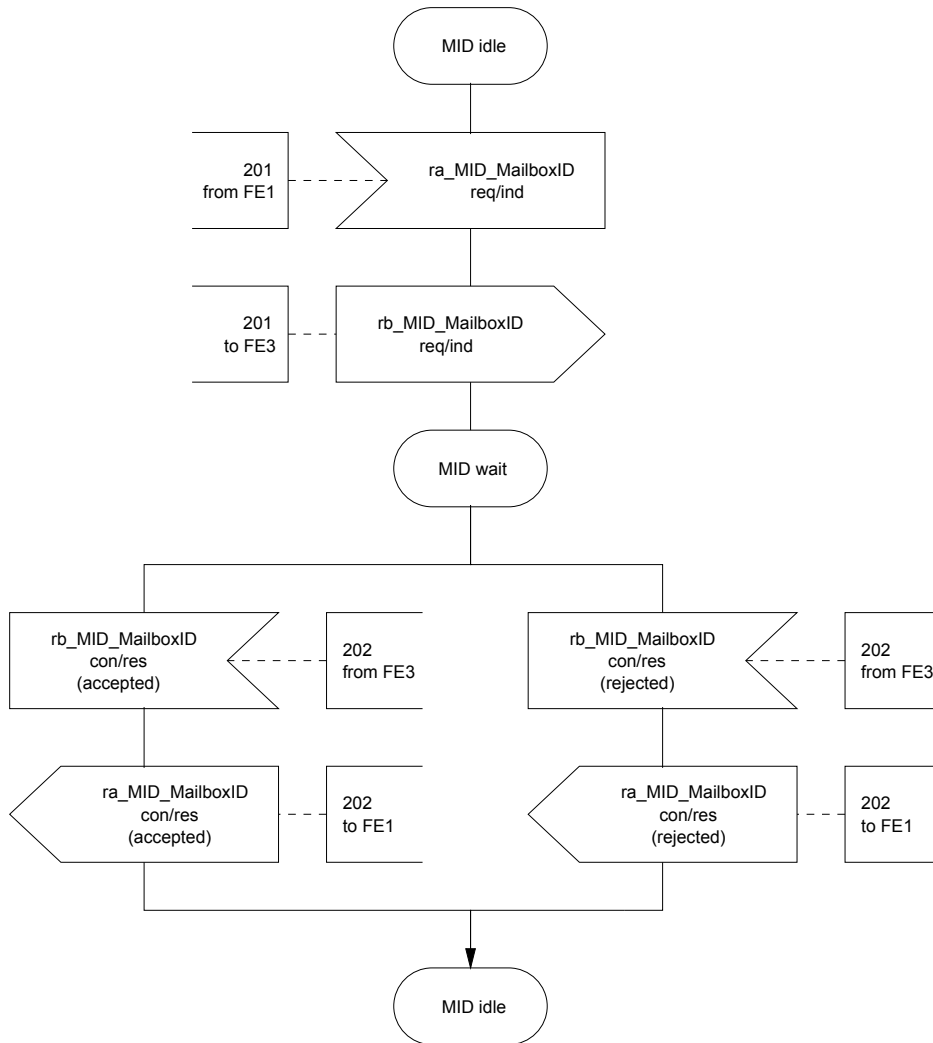 MID idle
201
from FE1
ra_MID_MailboxID
req/ind
201
to FE3
rb_MID_MailboxID
req/ind
MID wait
rb_MID_MailboxID
con/res
(accepted)
202
from FE3
rb_MID_MailboxID
con/res
(rejected)
202
from FE3
ra_MID_MailboxID
con/res
(accepted)
202
to FE1
ra_MID_MailboxID
con/res
(rejected)
202
to FE1
MID idle